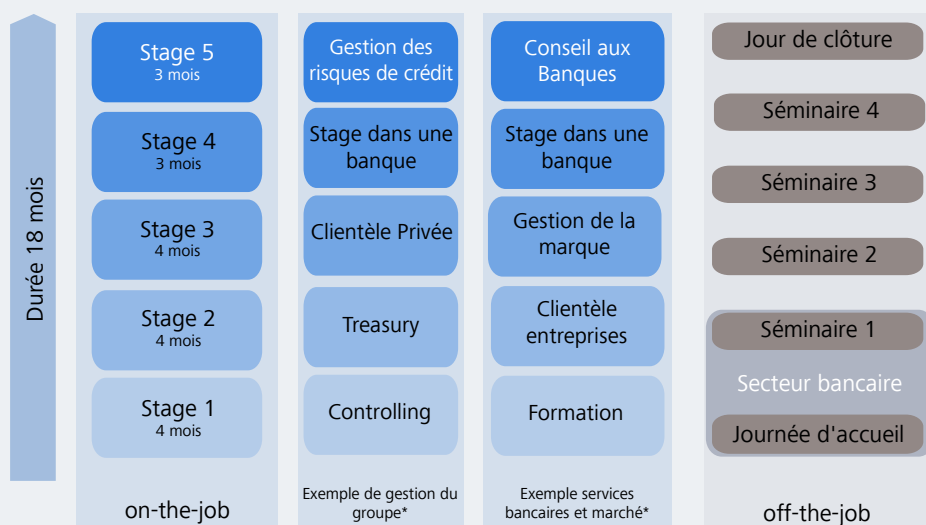 Durée 18 mois
Stage 5
3 mois
Stage 4
3 mois
Stage 3
4 mois
Stage 2
4 mois
Stage 1
4 mois
on-the-job
Gestion des
risques de crédit
Stage dans une
banque
Clientèle Privée
Treasury
Controlling
Exemple de gestion du
groupe*
Conseil aux
Banques
Stage dans une
banque
Gestion de la
marque
Clientèle
entreprises
Formation
Exemple services
bancaires et marché*
Jour de clôture
Séminaire 4
Séminaire 3
Séminaire 2
Séminaire 1
Secteur bancaire
Journée d'accueil
off-the-job